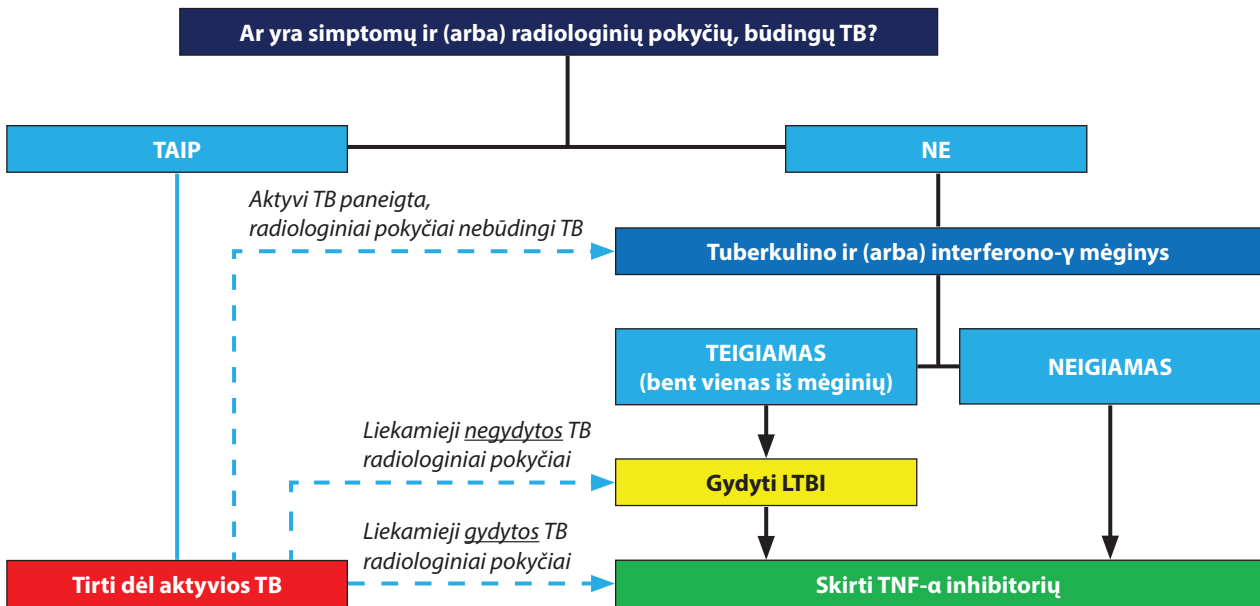 Ar yra simptomų ir (arba) radiologinių pokyčių, būdingų TB?
TAIP
NE
Aktyvi TB paneigta,
radiologiniai pokyčiai nebūdingi TB
Tuberkulino ir (arba) interferono-γ mėginys
TEIGIAMAS
(bent vienas iš mėginių)
NEIGIAMAS
Liekamieji negydytos TB
radiologiniai pokyčiai
Gydyti LTBI
Liekamieji gydytos TB
radiologiniai pokyčiai
Tirti dėl aktyvios TB
Skirti TNF-α inhibitorių